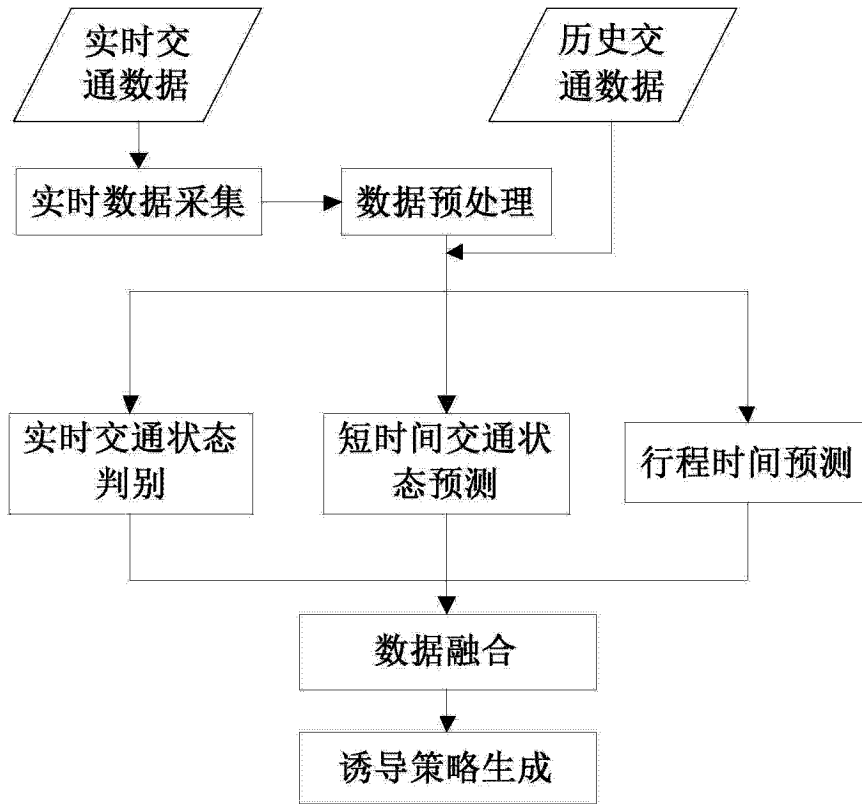 实时交
通数据
历史交
通数据
实时数据采集
数据预处理
实时交通状态
判别
短时间交通状
态预测
行程时间预测
数据融合
诱导策略生成